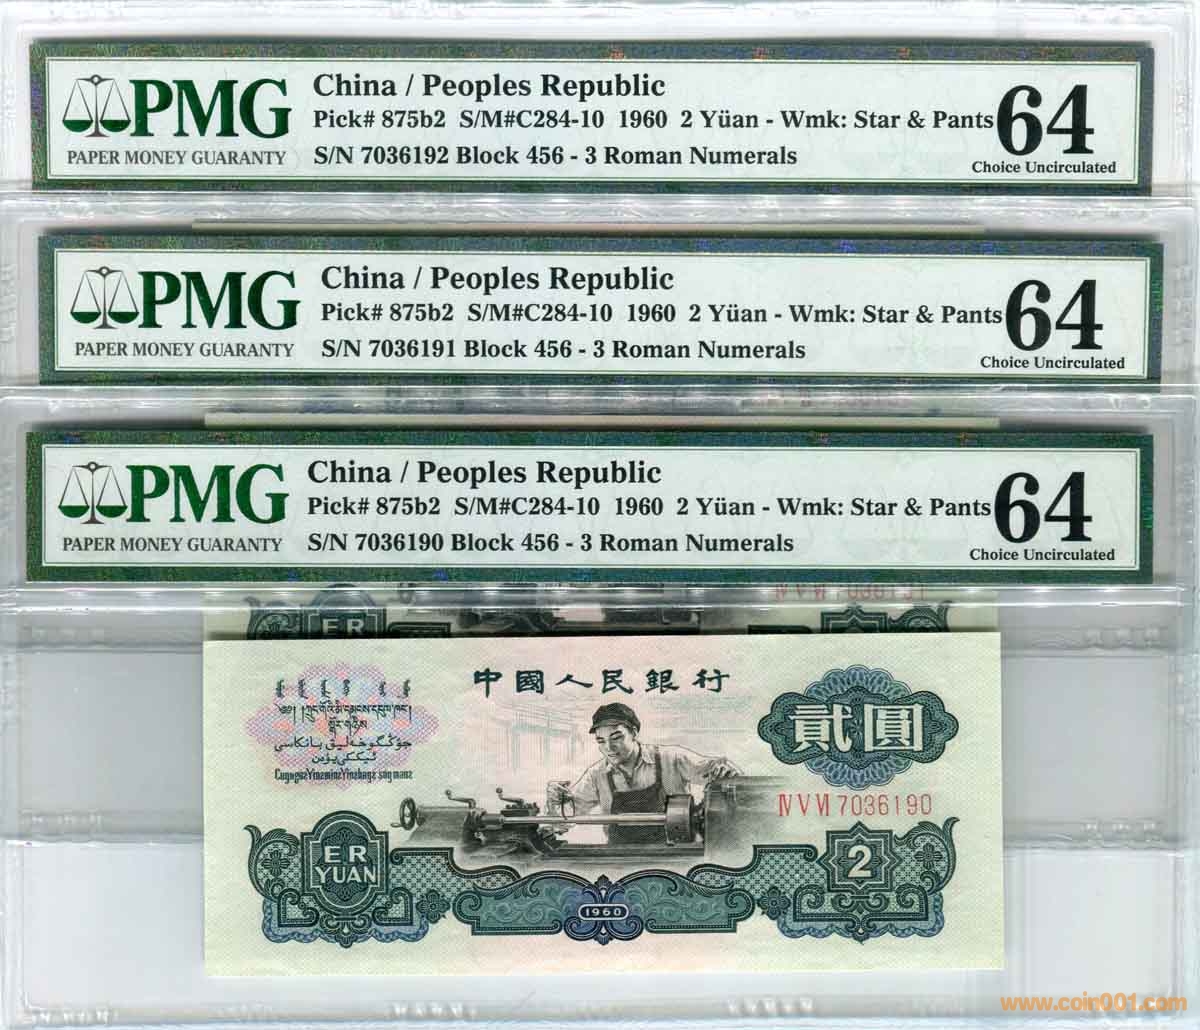 PMG
PAPER MONEY GUARANTY
China / Peoples Republic
Pick# 875b2 S/M#C284-10 1960 2 Yüan - Wmk: Star & Pants
S/N 7036192 Block 456 - 3 Roman Numerals
64
Choice Uncirculated
PMG
PAPER MONEY GUARANTY
China / Peoples Republic
Pick# 875b2 S/M#C284-10 1960 2 Yüan - Wmk: Star & Pants
S/N 7036191 Block 456 - 3 Roman Numerals
64
Choice Uncirculated
PMG
PAPER MONEY GUARANTY
China / Peoples Republic
Pick# 875b2 S/M#C284-10 1960 2 Yüan - Wmk: Star & Pants
S/N 7036190 Block 456 - 3 Roman Numerals
64
Choice Uncirculated
ER
中國人民銀行
貳圓
ⅣⅤⅥ 7036190
ER
YUAN
2
1960
www.coin001.com